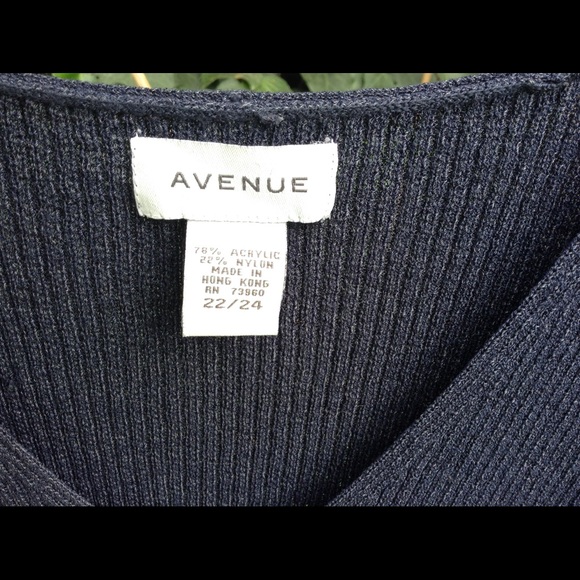 AVENUE
78% ACRYLIC
22% NYLON
MADE IN
HONG KONG
RN 73960
22/24